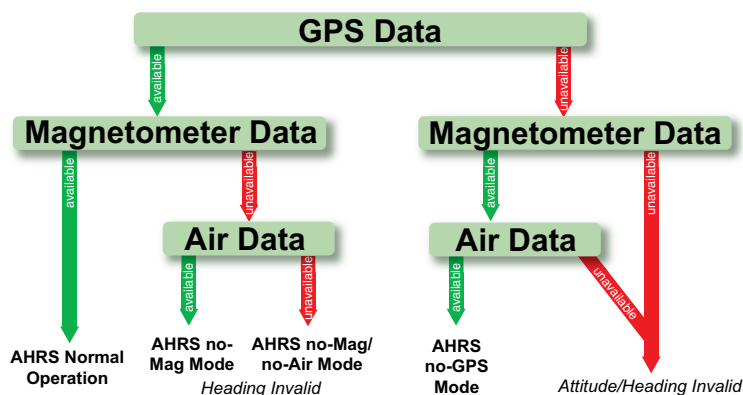 GPS Data
available
unavailable
Magnetometer Data
Magnetometer Data
available
unavailable
available
unavailable
Air Data
Air Data
available
unavailable
available
unavailable
AHRS Normal
Operation
AHRS no-
Mag Mode
AHRS no-Mag/
no-Air Mode
Heading Invalid
AHRS
no-GPS
Mode
Attitude/Heading Invalid